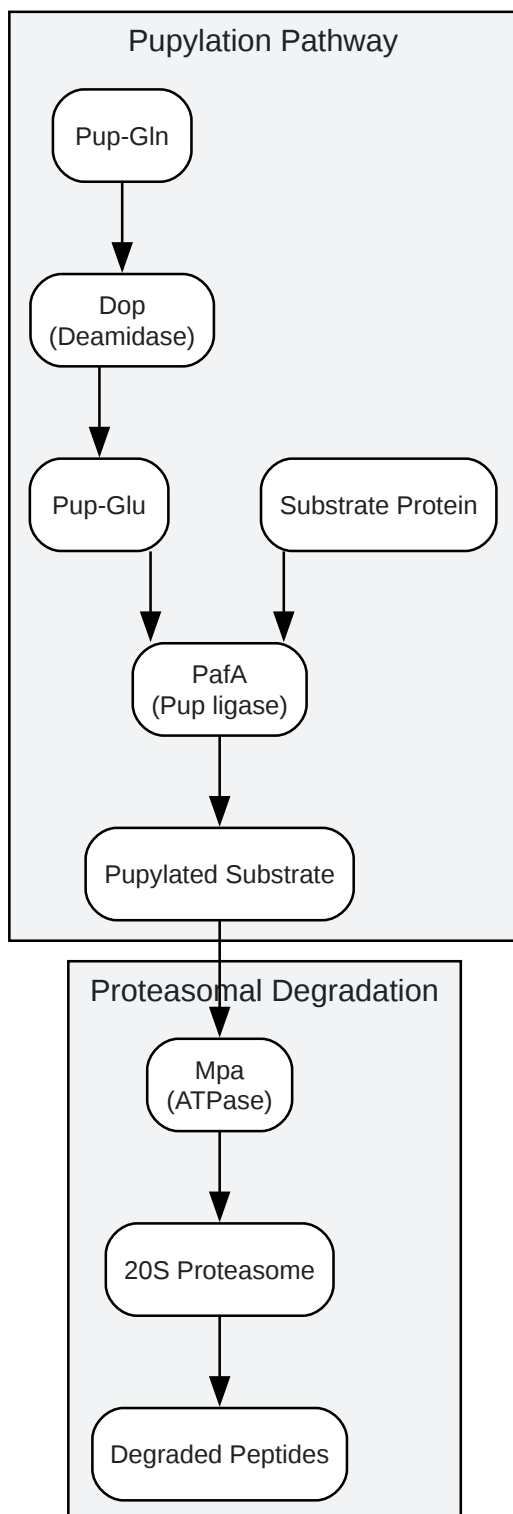 Pupylation Pathway
Pup-Gln
Dop
(Deamidase)
Pup-Glu
Substrate Protein
PafA
(Pup ligase)
Pupylated Substrate
Proteasomal Degradation
Mpa
(ATPase)
20S Proteasome
Degraded Peptides